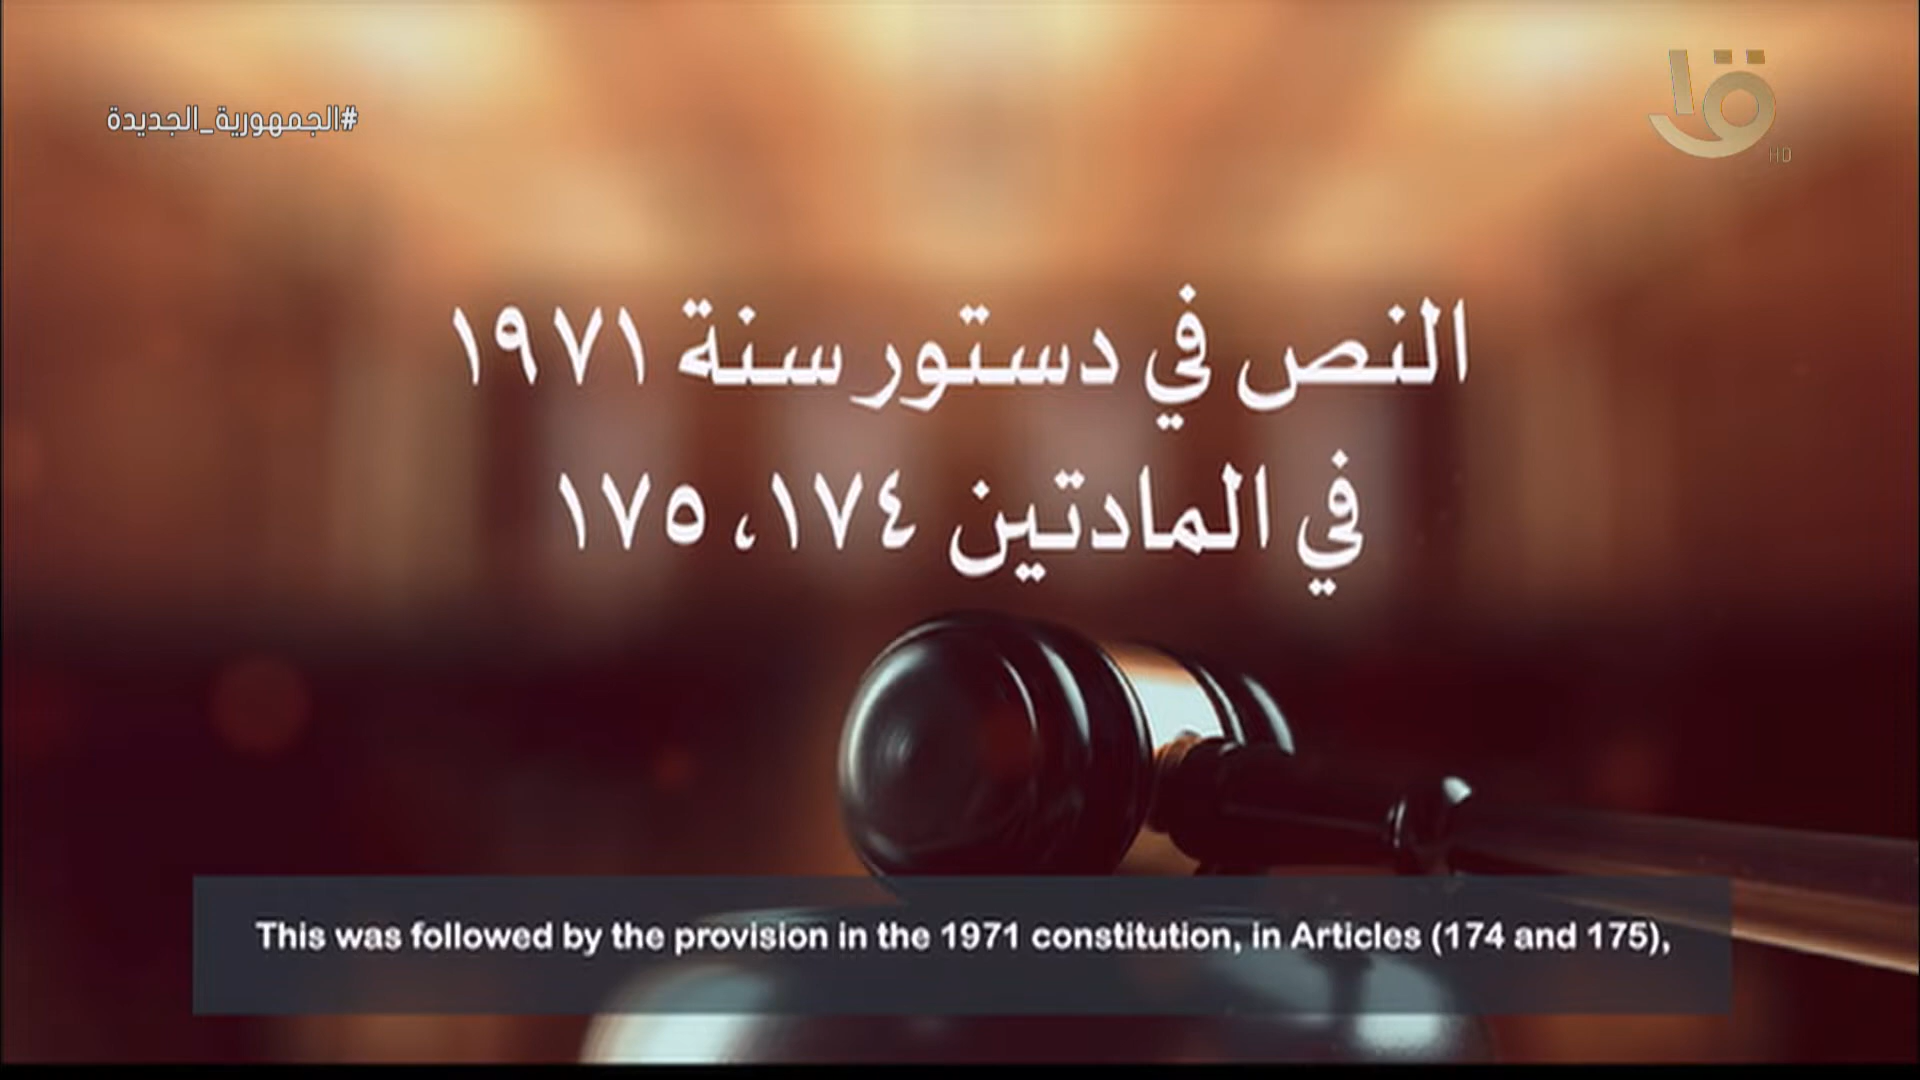 #الجمهورية_الجديدة
HD
النص في دستور سنة ١٩٧١
في المادتين ١٧٤، ١٧٥
This was followed by the provision in the 1971 constitution, in Articles (174 and 175),